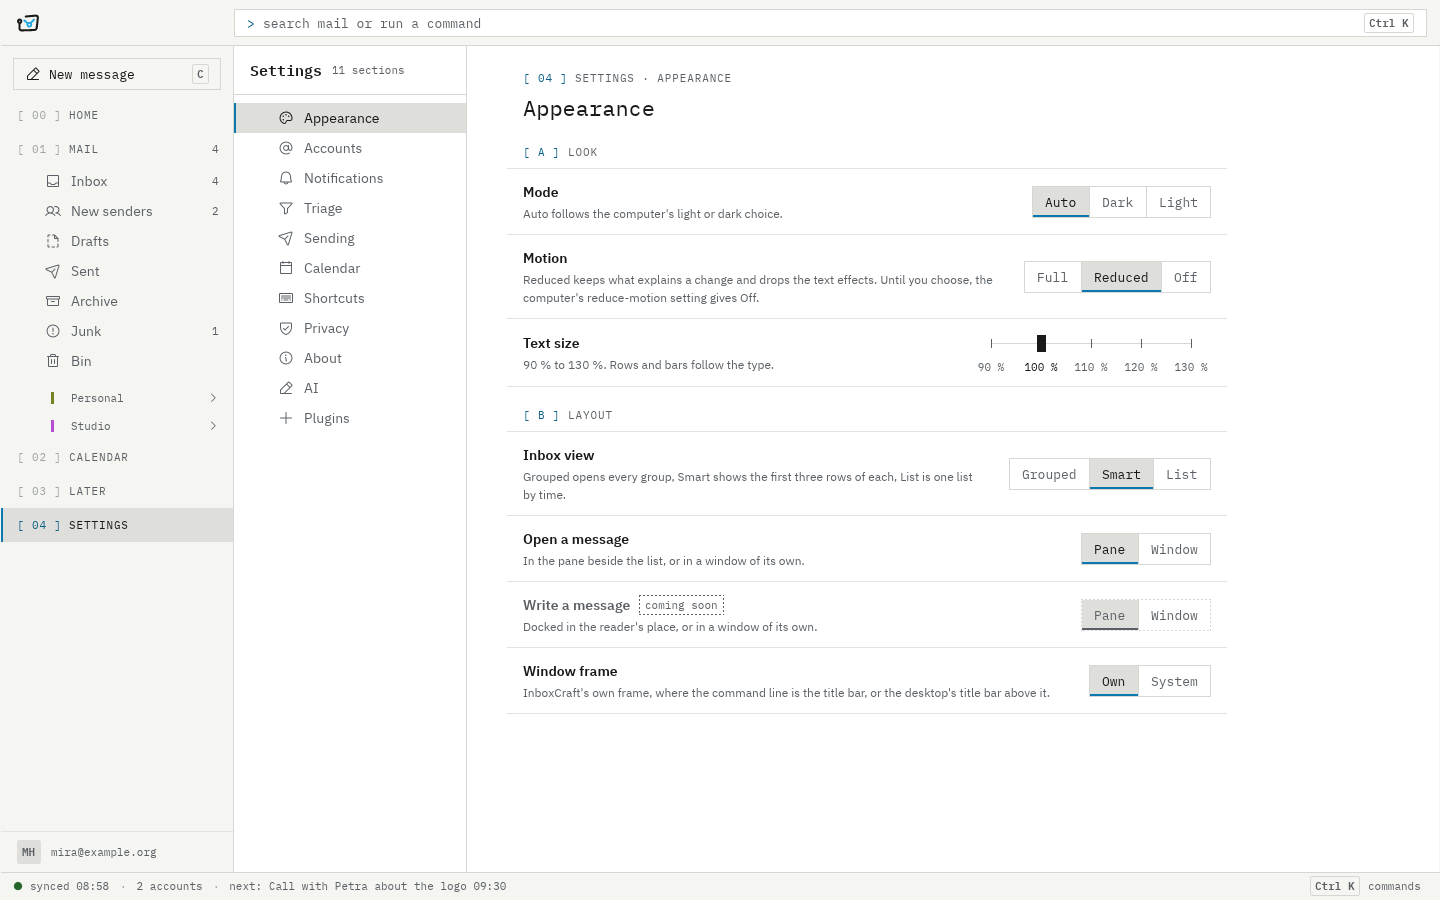 > search mail or run a command
Ctrl K
New message
C
[ 00 ] HOME
[ 01 ] MAIL 4
Inbox 4
New senders 2
Drafts
Sent
Archive
Junk 1
Bin
Personal
Studio
[ 02 ] CALENDAR
[ 03 ] LATER
[ 04 ] SETTINGS
MH mira@example.org
Settings 11 sections
Appearance
Accounts
Notifications
Triage
Sending
Calendar
Shortcuts
Privacy
About
AI
Plugins
[ 04 ] SETTINGS · APPEARANCE
Appearance
[ A ] LOOK
Mode
Auto follows the computer's light or dark choice.
Auto Dark Light
Motion
Reduced keeps what explains a change and drops the text effects. Until you choose, the
computer's reduce-motion setting gives Off.
Full Reduced Off
Text size
90 % to 130 %. Rows and bars follow the type.
90 % 100 % 110 % 120 % 130 %
[ B ] LAYOUT
Inbox view
Grouped opens every group, Smart shows the first three rows of each, List is one list
by time.
Grouped Smart List
Open a message
In the pane beside the list, or in a window of its own.
Pane Window
Write a message coming soon
Docked in the reader's place, or in a window of its own.
Pane Window
Window frame
InboxCraft's own frame, where the command line is the title bar, or the desktop's title bar above it.
Own System
synced 08:58 · 2 accounts · next: Call with Petra about the logo 09:30
Ctrl K commands